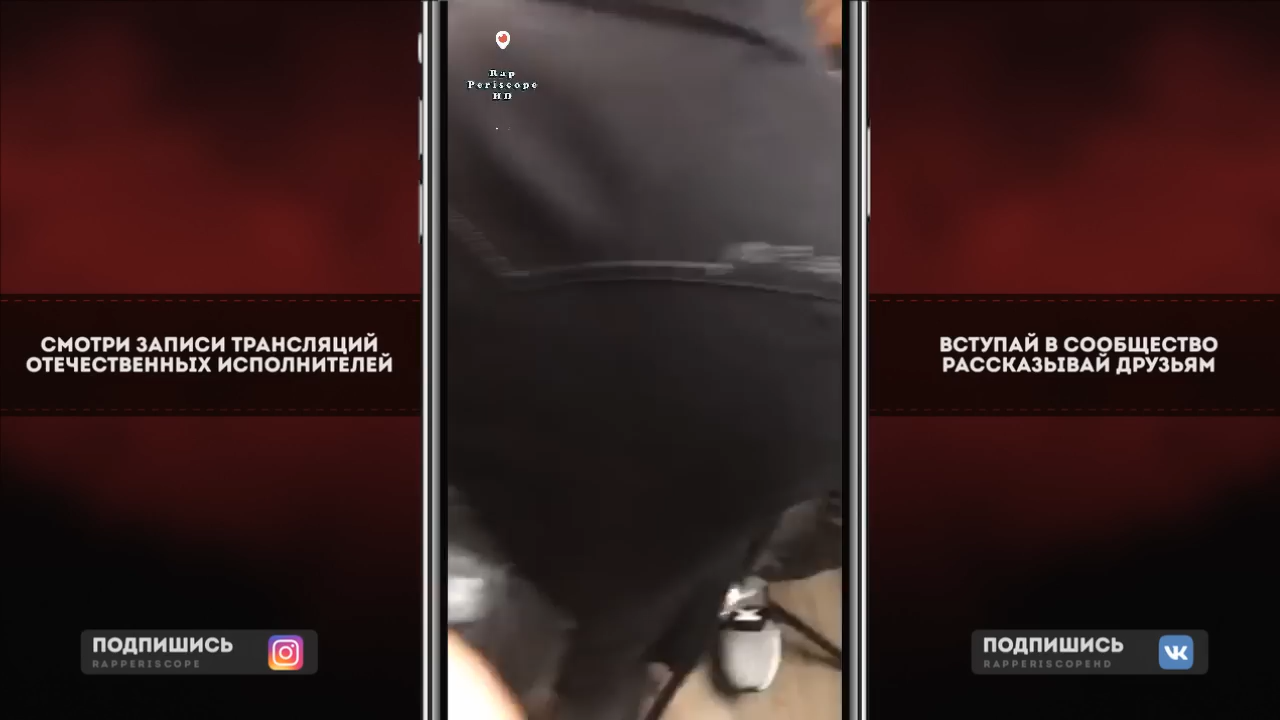 Rap
Periscope
HD
СМОТРИ ЗАПИСИ ТРАНСЛЯЦИЙ
ОТЕЧЕСТВЕННЫХ ИСПОЛНИТЕЛЕЙ
ВСТУПАЙ В СООБЩЕСТВО
РАССКАЗЫВАЙ ДРУЗЬЯМ
ПОДПИШИСЬ
RAPPERISCOPE
ПОДПИШИСЬ
RAPPERISCOPEHD